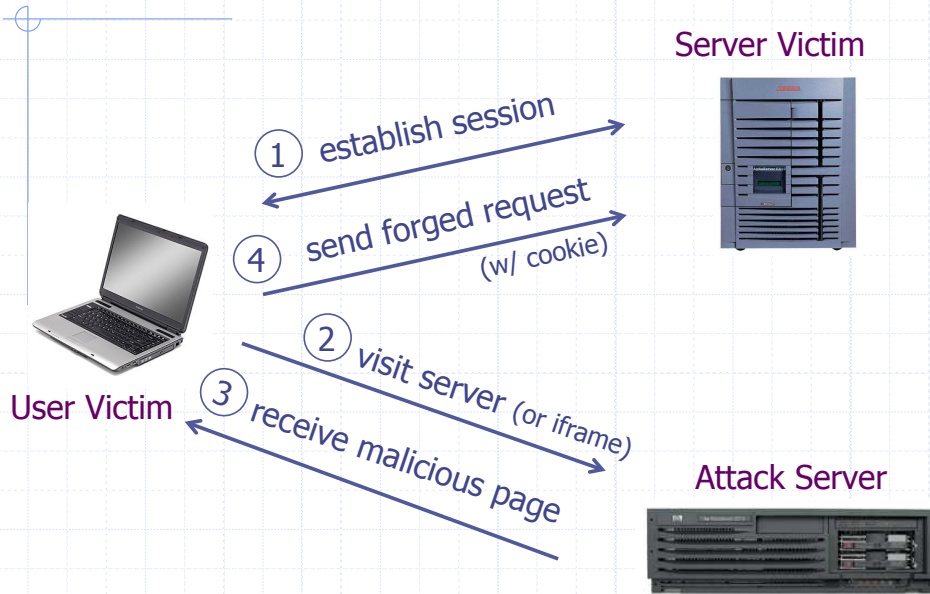 Server Victim
1 establish session
4 send forged request
(w/ cookie)
2 visit server (or iframe)
User Victim
3 receive malicious page
Attack Server